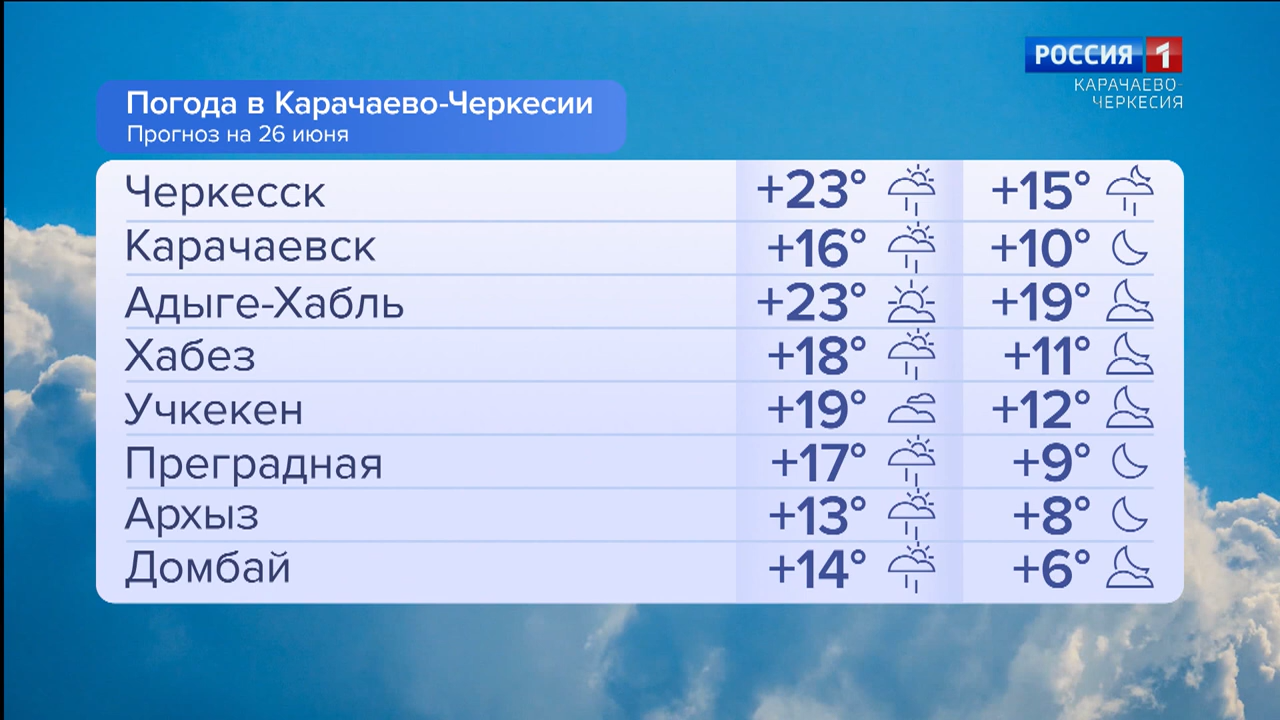 РОССИЯ 1
КАРАЧАЕВО-
ЧЕРКЕСИЯ
Погода в Карачаево-Черкесии
Прогноз на 26 июня
Черкесск +23° +15°
Карачаевск +16° +10°
Адыге-Хабль +23° +19°
Хабез +18° +11°
Учкекен +19° +12°
Преградная +17° +9°
Архыз +13° +8°
Домбай +14° +6°